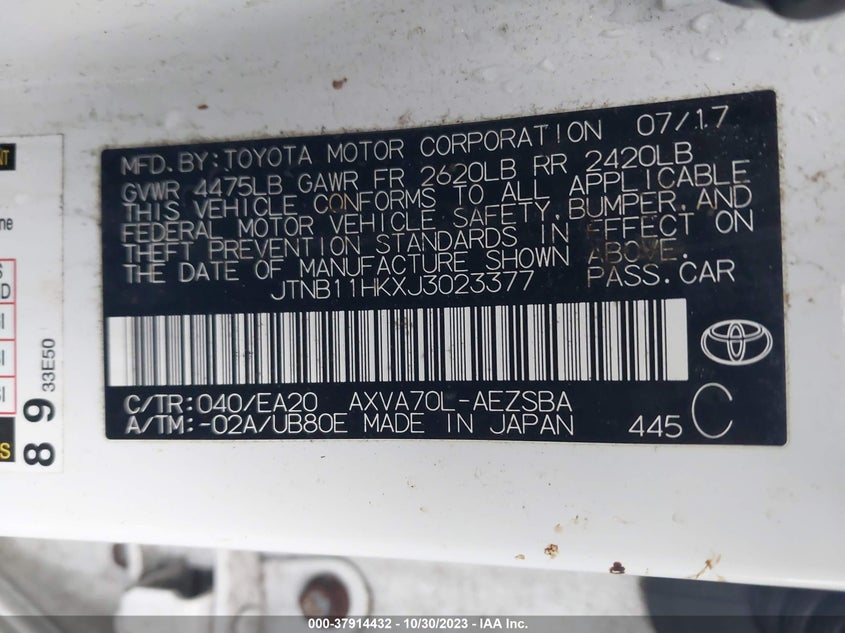 MFD.BY:TOYOTA MOTOR CORPORATION 07/17
GVWR 4475LB GAWR FR 2620LB RR 2420LB
THIS VEHICLE CONFORMS TO ALL APPLICABLE
FEDERAL MOTOR VEHICLE SAFETY,BUMPER,AND
THEFT PREVENTION STANDARDS IN EFFECT ON
THE DATE OF MANUFACTURE SHOWN ABOVE.
JTNB11HKXJ3023377 PASS.CAR
C/TR:040/EA20 AXVA70L-AEZSBA
A/TM:-02A/UB80E MADE IN JAPAN 445 C
89 33E50
000-37914432 - 10/30/2023 - IAA Inc.